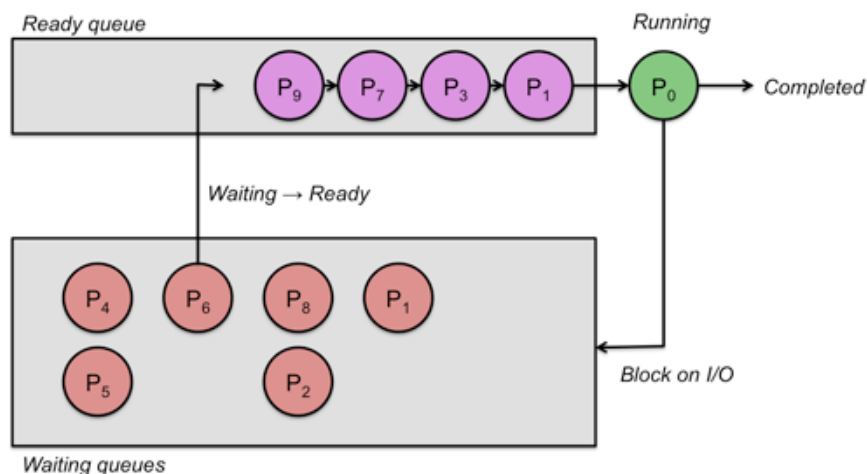 Ready queue
Running
P9
P7
P3
P1
P0
Completed
Waiting → Ready
P4
P6
P8
P1
P5
P2
Block on I/O
Waiting queues